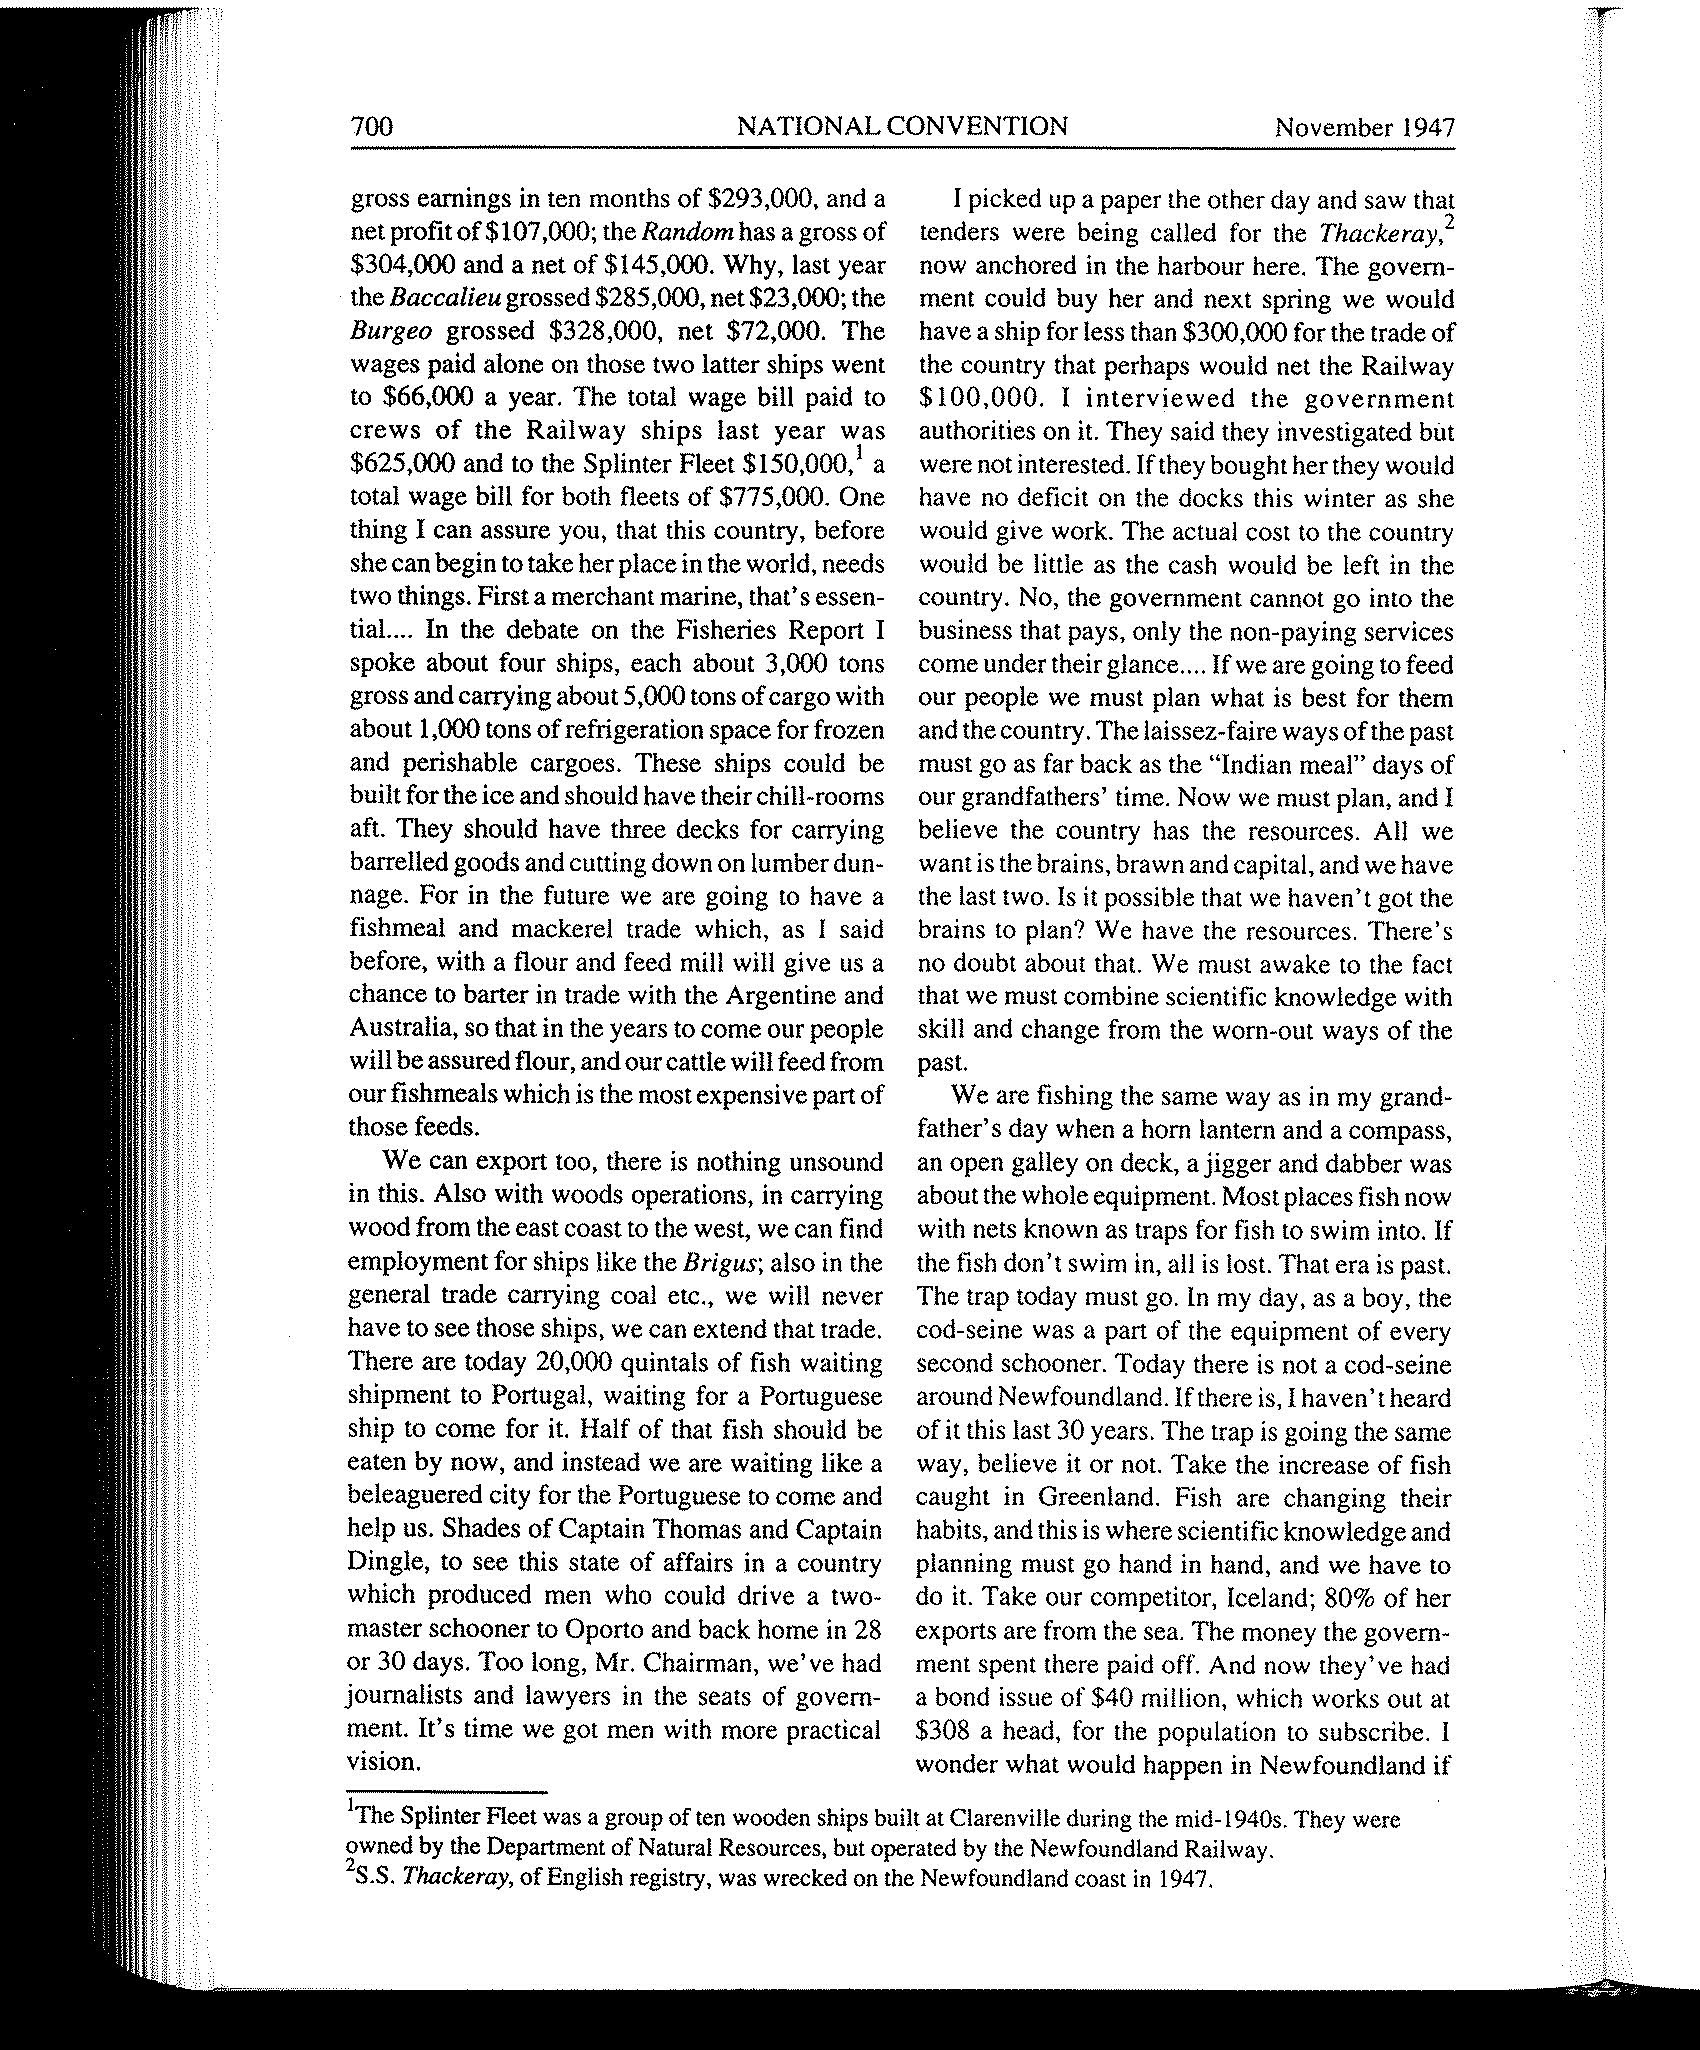 700 NATIONAL CONVENTION November 1947
gross earnings in ten months of $293,000, and a
net profit of $107,000; the Random has a gross of
$304,000 and a net of $145,000. Why, last year
the Baccalieu grossed $285,000, net $23,000; the
Burgeo grossed $328,000, net $72,000. The
wages paid alone on those two latter ships went
to $66,000 a year. The total wage bill paid to
crews of the Railway ships last year was
$625,000 and to the Splinter Fleet $150,000,¹ a
total wage bill for both fleets of $775,000. One
thing I can assure you, that this country, before
she can begin to take her place in the world, needs
two things. First a merchant marine, that's essen-
tial.... In the debate on the Fisheries Report I
spoke about four ships, each about 3,000 tons
gross and carrying about 5,000 tons of cargo with
about 1,000 tons of refrigeration space for frozen
and perishable cargoes. These ships could be
built for the ice and should have their chill-rooms
aft. They should have three decks for carrying
barrelled goods and cutting down on lumber dun-
nage. For in the future we are going to have a
fishmeal and mackerel trade which, as I said
before, with a flour and feed mill will give us a
chance to barter in trade with the Argentine and
Australia, so that in the years to come our people
will be assured flour, and our cattle will feed from
our fishmeals which is the most expensive part of
those feeds.
We can export too, there is nothing unsound
in this. Also with woods operations, in carrying
wood from the east coast to the west, we can find
employment for ships like the Brigus; also in the
general trade carrying coal etc., we will never
have to see those ships, we can extend that trade.
There are today 20,000 quintals of fish waiting
shipment to Portugal, waiting for a Portuguese
ship to come for it. Half of that fish should be
eaten by now, and instead we are waiting like a
beleaguered city for the Portuguese to come and
help us. Shades of Captain Thomas and Captain
Dingle, to see this state of affairs in a country
which produced men who could drive a two-
master schooner to Oporto and back home in 28
or 30 days. Too long, Mr. Chairman, we've had
journalists and lawyers in the seats of govern-
ment. It's time we got men with more practical
vision.
I picked up a paper the other day and saw that
tenders were being called for the Thackeray,²
now anchored in the harbour here. The govern-
ment could buy her and next spring we would
have a ship for less than $300,000 for the trade of
the country that perhaps would net the Railway
$100,000. I interviewed the government
authorities on it. They said they investigated but
were not interested. If they bought her they would
have no deficit on the docks this winter as she
would give work. The actual cost to the country
would be little as the cash would be left in the
country. No, the government cannot go into the
business that pays, only the non-paying services
come under their glance.... If we are going to feed
our people we must plan what is best for them
and the country. The laissez-faire ways of the past
must go as far back as the "Indian meal" days of
our grandfathers' time. Now we must plan, and I
believe the country has the resources. All we
want is the brains, brawn and capital, and we have
the last two. Is it possible that we haven't got the
brains to plan? We have the resources. There's
no doubt about that. We must awake to the fact
that we must combine scientific knowledge with
skill and change from the worn-out ways of the
past.
We are fishing the same way as in my grand-
father's day when a horn lantern and a compass,
an open galley on deck, a jigger and dabber was
about the whole equipment. Most places fish now
with nets known as traps for fish to swim into. If
the fish don't swim in, all is lost. That era is past.
The trap today must go. In my day, as a boy, the
cod-seine was a part of the equipment of every
second schooner. Today there is not a cod-seine
around Newfoundland. If there is, I haven't heard
of it this last 30 years. The trap is going the same
way, believe it or not. Take the increase of fish
caught in Greenland. Fish are changing their
habits, and this is where scientific knowledge and
planning must go hand in hand, and we have to
do it. Take our competitor, Iceland; 80% of her
exports are from the sea. The money the govern-
ment spent there paid off. And now they've had
a bond issue of $40 million, which works out at
$308 a head, for the population to subscribe. I
wonder what would happen in Newfoundland if
¹The Splinter Fleet was a group of ten wooden ships built at Clarenville during the mid-1940s. They were
owned by the Department of Natural Resources, but operated by the Newfoundland Railway.
²S.S. Thackeray, of English registry, was wrecked on the Newfoundland coast in 1947.